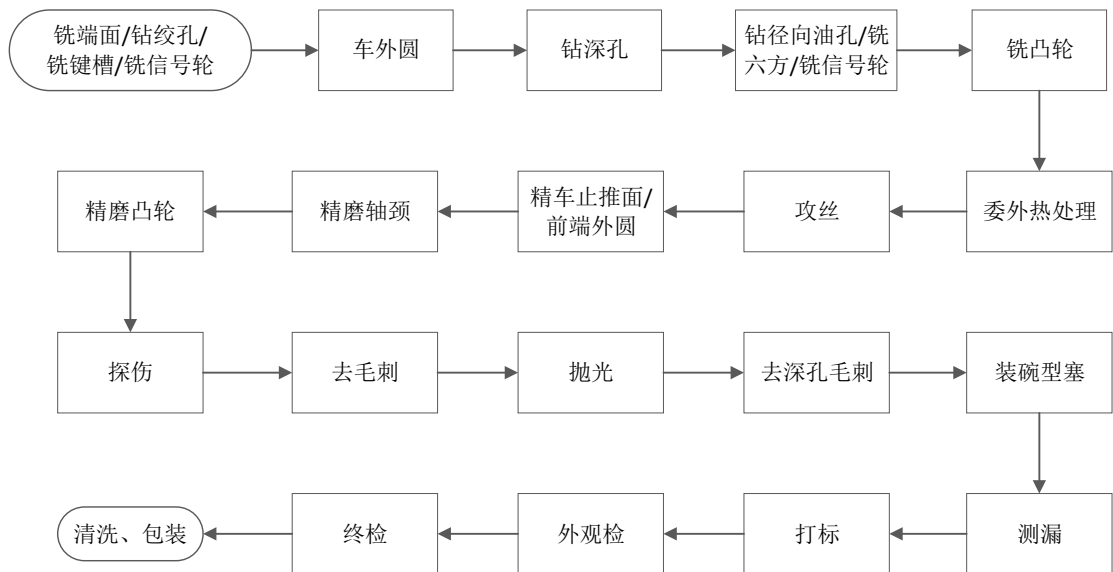 铣端面/钻绞孔/
铣键槽/铣信号轮
车外圆
钻深孔
钻径向油孔/铣
六方/铣信号轮
铣凸轮
委外热处理
攻丝
精车止推面/
前端外圆
精磨轴颈
精磨凸轮
探伤
去毛刺
抛光
去深孔毛刺
装碗型塞
测漏
打标
外观检
终检
清洗、包装